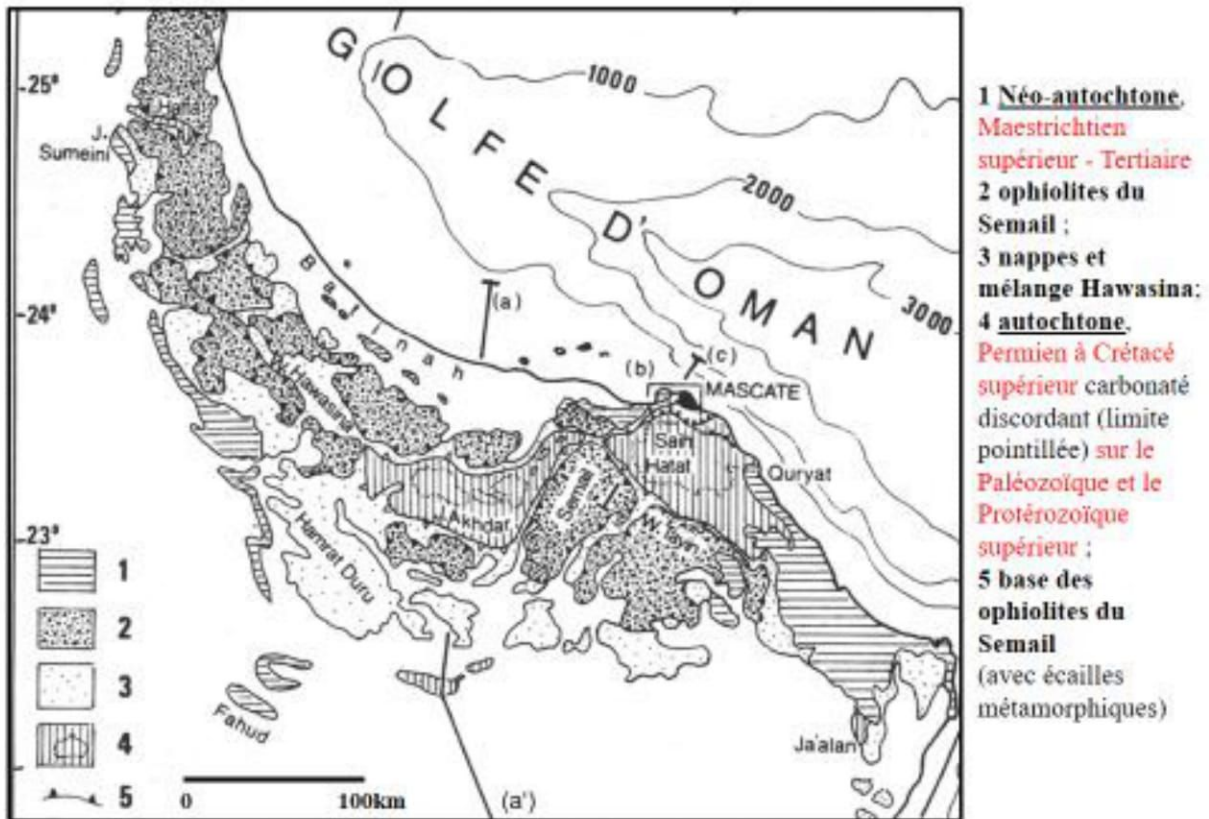 GOLFE D' OMAN
1000
2000
3000
25°
24°
23°
J.
Sumeini
Batinah
(a)
(b)
(c)
MASCATE
Hawasina
Saih
Hatat
Quryat
J.Akhdar
Semail
W. Tayin
Hamrat Duru
Fahud
Ja'alan
(a')
1
2
3
4
5
0 100km
1 Néo-autochtone,
Maestrichtien
supérieur - Tertiaire
2 ophiolites du
Semail ;
3 nappes et
mélange Hawasina;
4 autochtone,
Permien à Crétacé
supérieur carbonaté
discordant (limite
pointillée) sur le
Paléozoïque et le
Protérozoïque
supérieur ;
5 base des
ophiolites du
Semail
(avec écailles
métamorphiques)